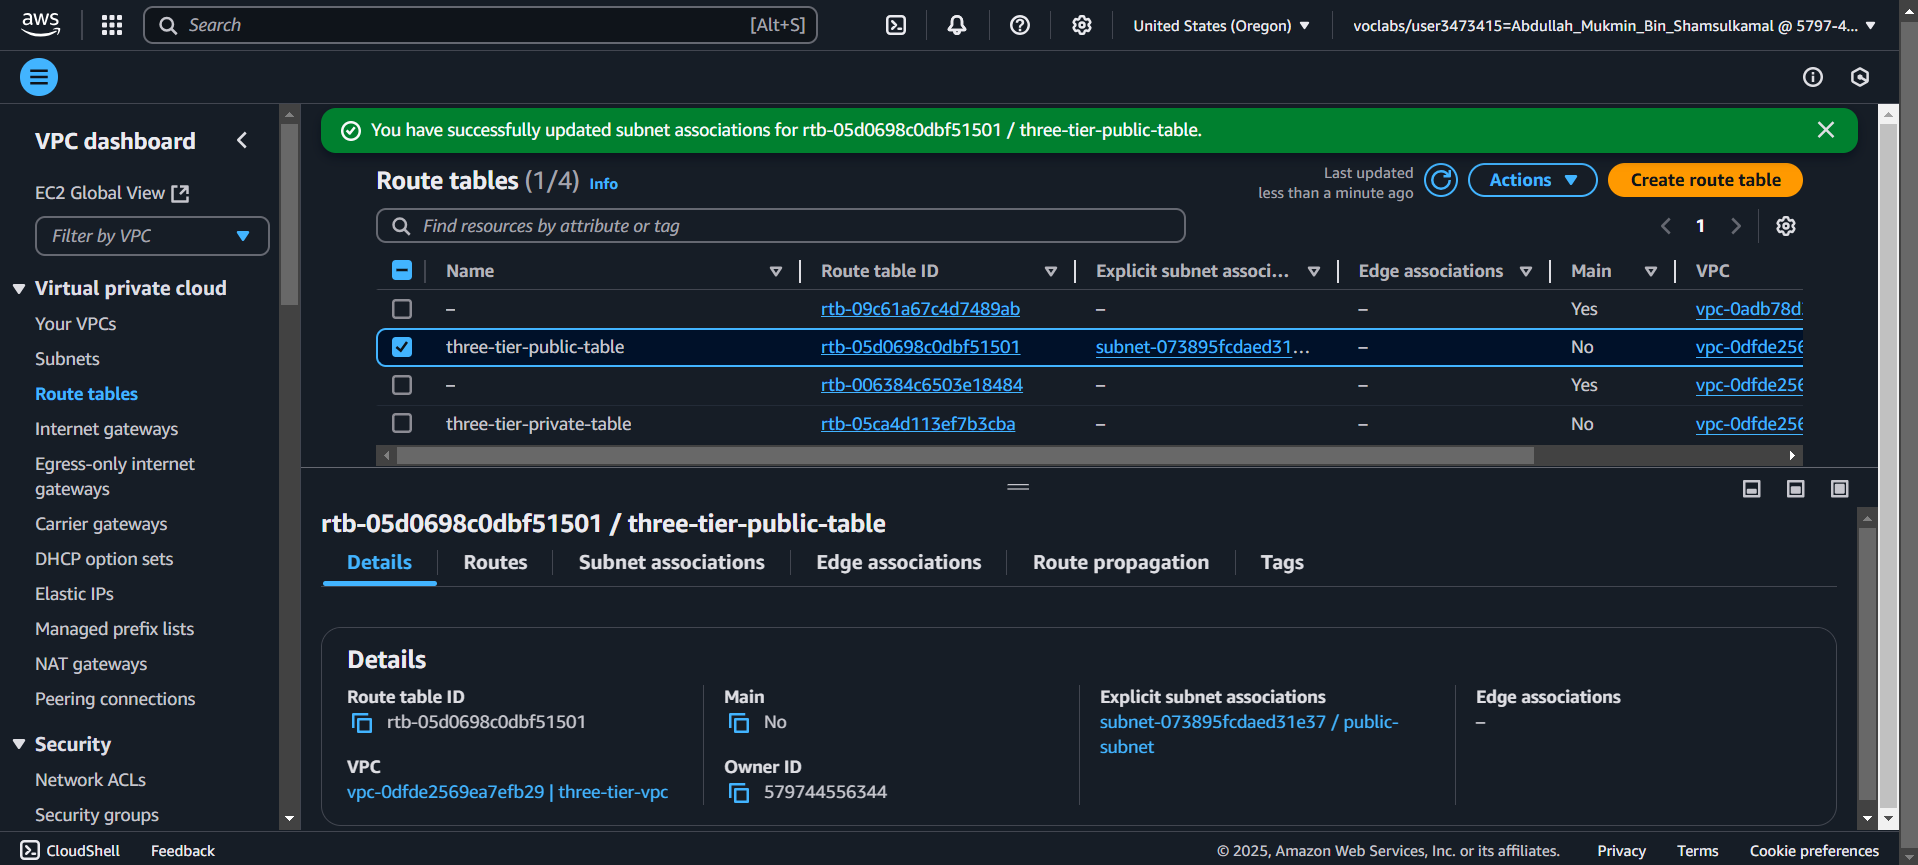 aws
Search
[Alt+S]
United States (Oregon)
voclabs/user3473415=Abdullah_Mukmin_Bin_Shamsulkamal @ 5797-4...
VPC dashboard
EC2 Global View
Filter by VPC
Virtual private cloud
Your VPCs
Subnets
Route tables
Internet gateways
Egress-only internet
gateways
Carrier gateways
DHCP option sets
Elastic IPs
Managed prefix lists
NAT gateways
Peering connections
Security
Network ACLs
Security groups
You have successfully updated subnet associations for rtb-05d0698c0dbf51501 / three-tier-public-table.
Route tables (1/4) Info
Last updated
less than a minute ago
Actions
Create route table
Find resources by attribute or tag
1
Name Route table ID Explicit subnet associ... Edge associations Main VPC
– rtb-09c61a67c4d7489ab – – Yes vpc-0adb78d
three-tier-public-table rtb-05d0698c0dbf51501 subnet-073895fcdaed31... – No vpc-0dfde256
– rtb-006384c6503e18484 – – Yes vpc-0dfde256
three-tier-private-table rtb-05ca4d113ef7b3cba – – No vpc-0dfde256
rtb-05d0698c0dbf51501 / three-tier-public-table
Details Routes Subnet associations Edge associations Route propagation Tags
Details
Route table ID
rtb-05d0698c0dbf51501
VPC
vpc-0dfde2569ea7efb29 | three-tier-vpc
Main
No
Owner ID
579744556344
Explicit subnet associations
subnet-073895fcdaed31e37 / public-
subnet
Edge associations
–
CloudShell Feedback
© 2025, Amazon Web Services, Inc. or its affiliates. Privacy Terms Cookie preferences